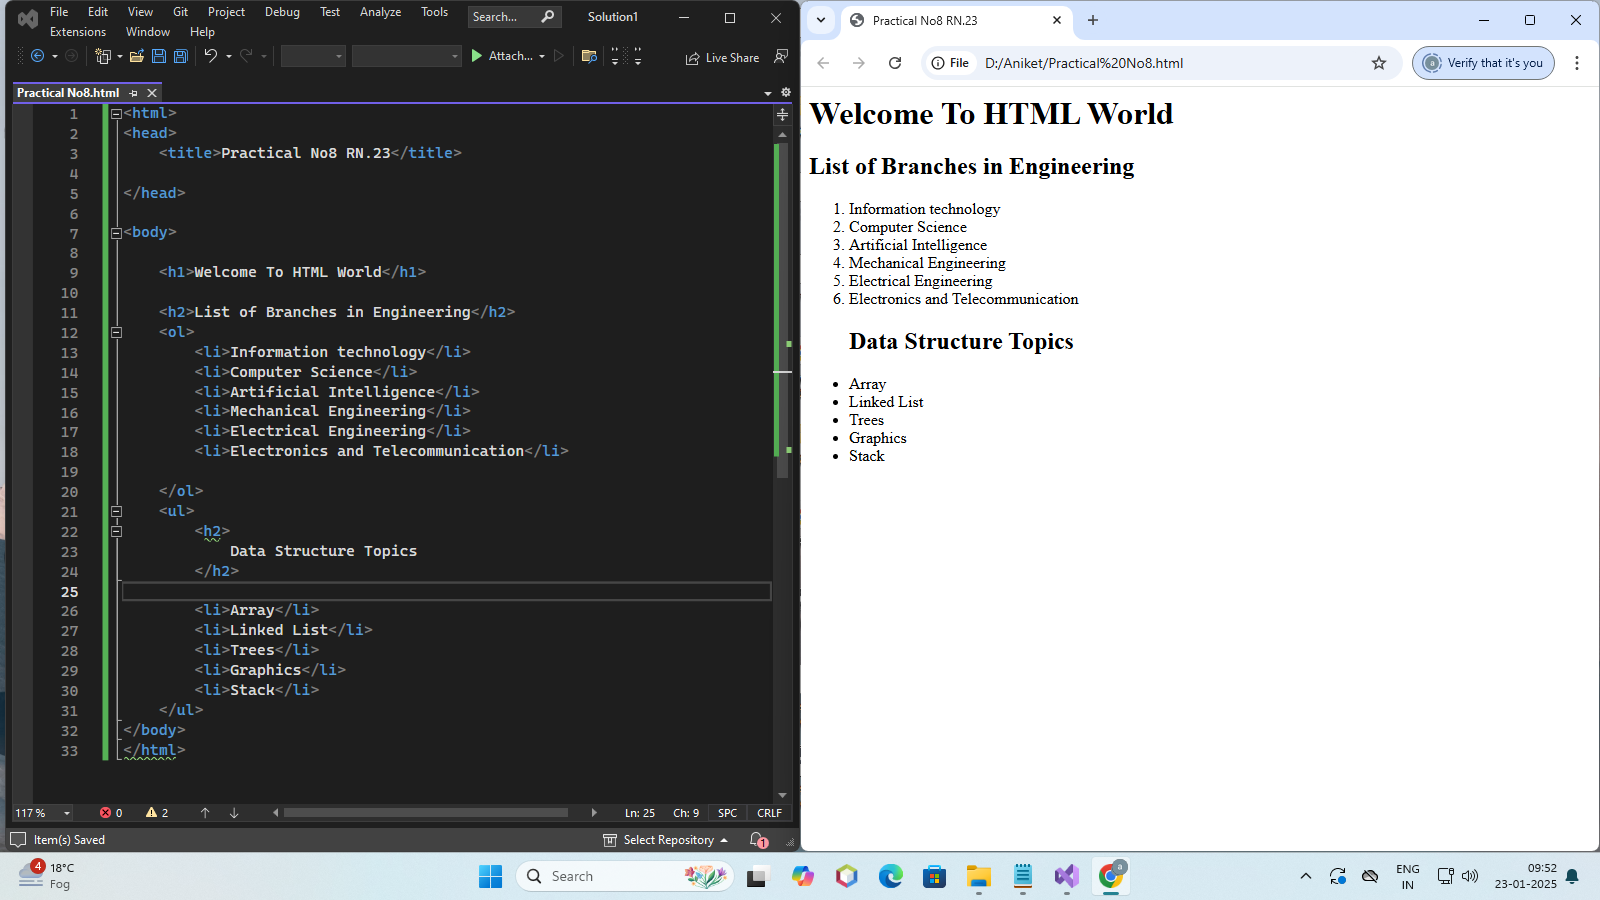 File Edit View Git Project Debug Test Analyze Tools Search... Solution1
Extensions Window Help
Attach... Live Share
Practical No8.html
1 <html>
2 <head>
3 <title>Practical No8 RN.23</title>
4
5 </head>
6
7 <body>
8
9 <h1>Welcome To HTML World</h1>
10
11 <h2>List of Branches in Engineering</h2>
12 <ol>
13 <li>Information technology</li>
14 <li>Computer Science</li>
15 <li>Artificial Intelligence</li>
16 <li>Mechanical Engineering</li>
17 <li>Electrical Engineering</li>
18 <li>Electronics and Telecommunication</li>
19
20 </ol>
21 <ul>
22 <h2>
23 Data Structure Topics
24 </h2>
25
26 <li>Array</li>
27 <li>Linked List</li>
28 <li>Trees</li>
29 <li>Graphics</li>
30 <li>Stack</li>
31 </ul>
32 </body>
33 </html>
117 % 0 2 Ln: 25 Ch: 9 SPC CRLF
Item(s) Saved Select Repository 1
Practical No8 RN.23
File D:/Aniket/Practical%20No8.html a Verify that it's you
Welcome To HTML World
List of Branches in Engineering
1. Information technology
2. Computer Science
3. Artificial Intelligence
4. Mechanical Engineering
5. Electrical Engineering
6. Electronics and Telecommunication
Data Structure Topics
• Array
• Linked List
• Trees
• Graphics
• Stack
4 18°C
Fog
Search
a
ENG
IN
09:52
23-01-2025